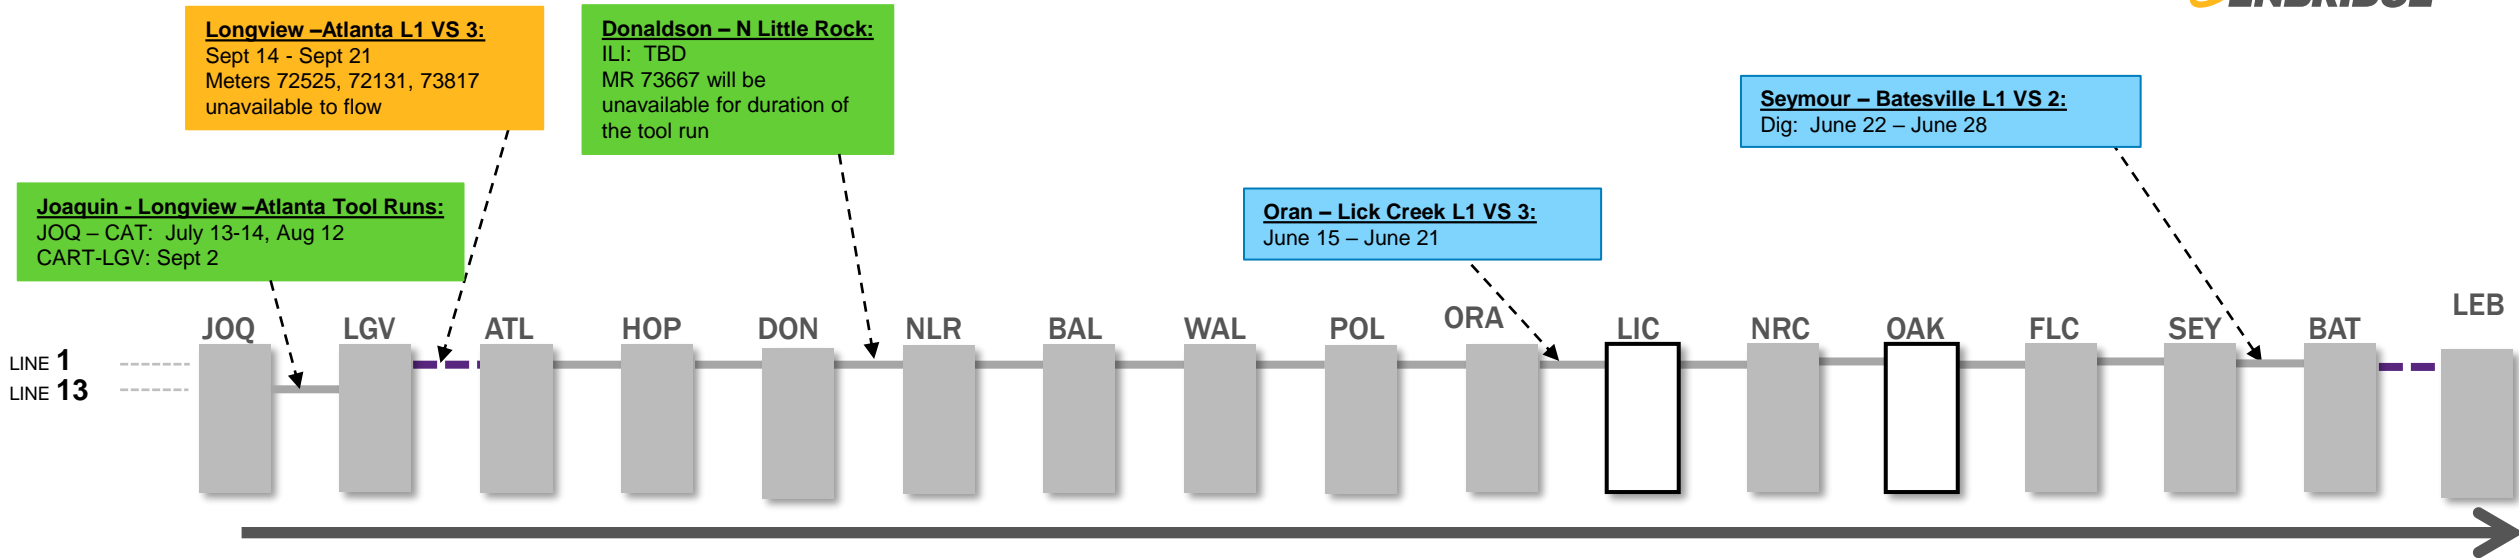 ENBRIDGE
Longview –Atlanta L1 VS 3:
Sept 14 - Sept 21
Meters 72525, 72131, 73817
unavailable to flow
Donaldson – N Little Rock:
ILI: TBD
MR 73667 will be
unavailable for duration of
the tool run
Seymour – Batesville L1 VS 2:
Dig: June 22 – June 28
Joaquin - Longview –Atlanta Tool Runs:
JOQ – CAT: July 13-14, Aug 12
CART-LGV: Sept 2
Oran – Lick Creek L1 VS 3:
June 15 – June 21
JOQ LGV ATL HOP DON NLR BAL WAL POL ORA LIC NRC OAK FLC SEY BAT LEB
LINE 1
LINE 13